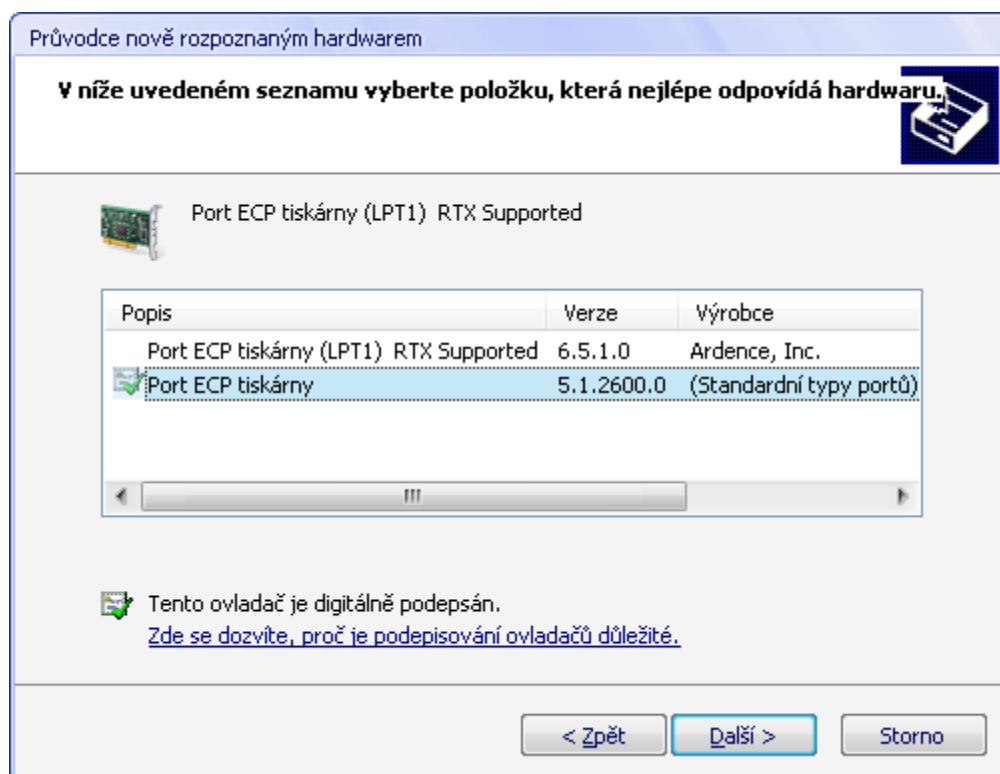 Průvodce nově rozpoznaným hardwarem
V níže uvedeném seznamu vyberte položku, která nejlépe odpovídá hardwaru.
Port ECP tiskárny (LPT1)  RTX Supported
Popis Verze Výrobce
Port ECP tiskárny (LPT1)  RTX Supported 6.5.1.0 Ardence, Inc.
Port ECP tiskárny 5.1.2600.0 (Standardní typy portů)
Tento ovladač je digitálně podepsán.
Zde se dozvíte, proč je podepisování ovladačů důležité.
< Zpět Další > Storno